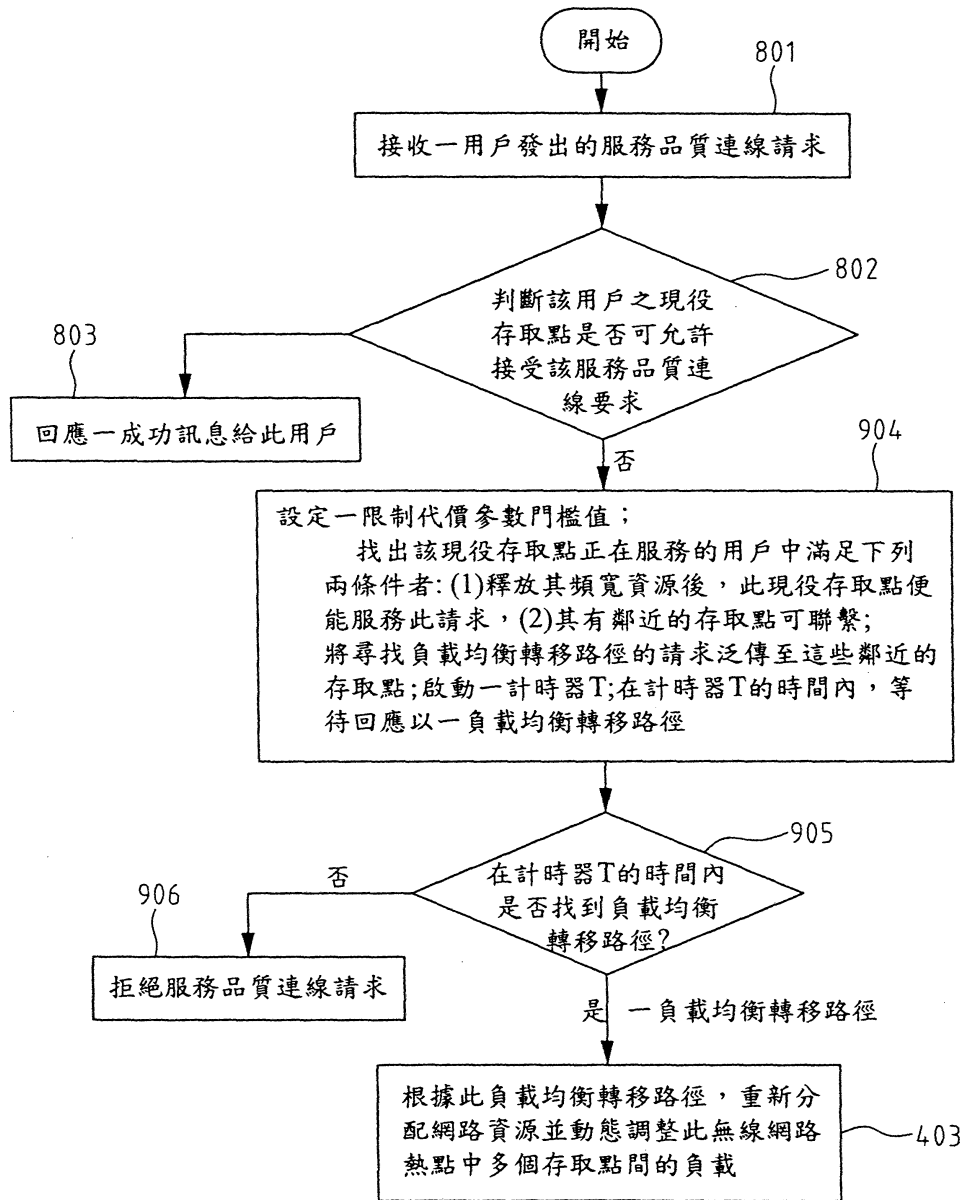 開始
801
接收一用戶發出的服務品質連線請求
802
判斷該用戶之現役
存取點是否可允許
接受該服務品質連
線要求
803
回應一成功訊息給此用戶
否
904
設定一限制代價參數門檻值；
找出該現役存取點正在服務的用戶中滿足下列
兩條件者: (1)釋放其頻寬資源後，此現役存取點便
能服務此請求，(2)其有鄰近的存取點可聯繫;
將尋找負載均衡轉移路徑的請求泛傳至這些鄰近的
存取點;啟動一計時器T;在計時器T的時間內，等
待回應以一負載均衡轉移路徑
905
在計時器T的時間內
是否找到負載均衡
轉移路徑?
否
906
拒絕服務品質連線請求
是 一負載均衡轉移路徑
根據此負載均衡轉移路徑，重新分
配網路資源並動態調整此無線網路
熱點中多個存取點間的負載
403